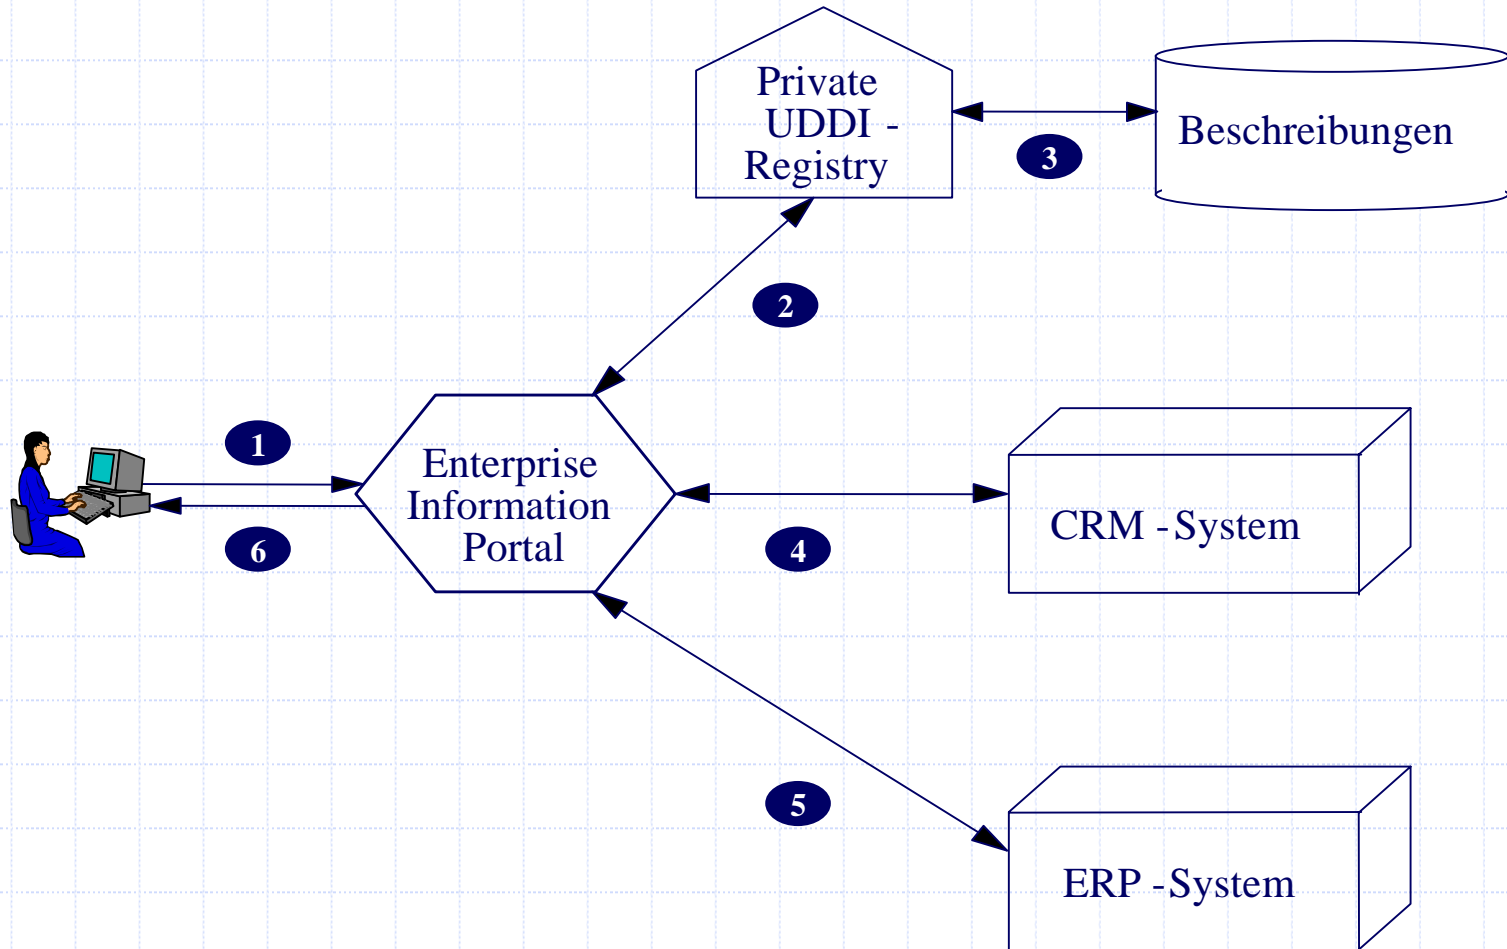 Private
UDDI -
Registry
Beschreibungen
3
2
1
Enterprise
Information
Portal
6
4
CRM -System
5
ERP -System